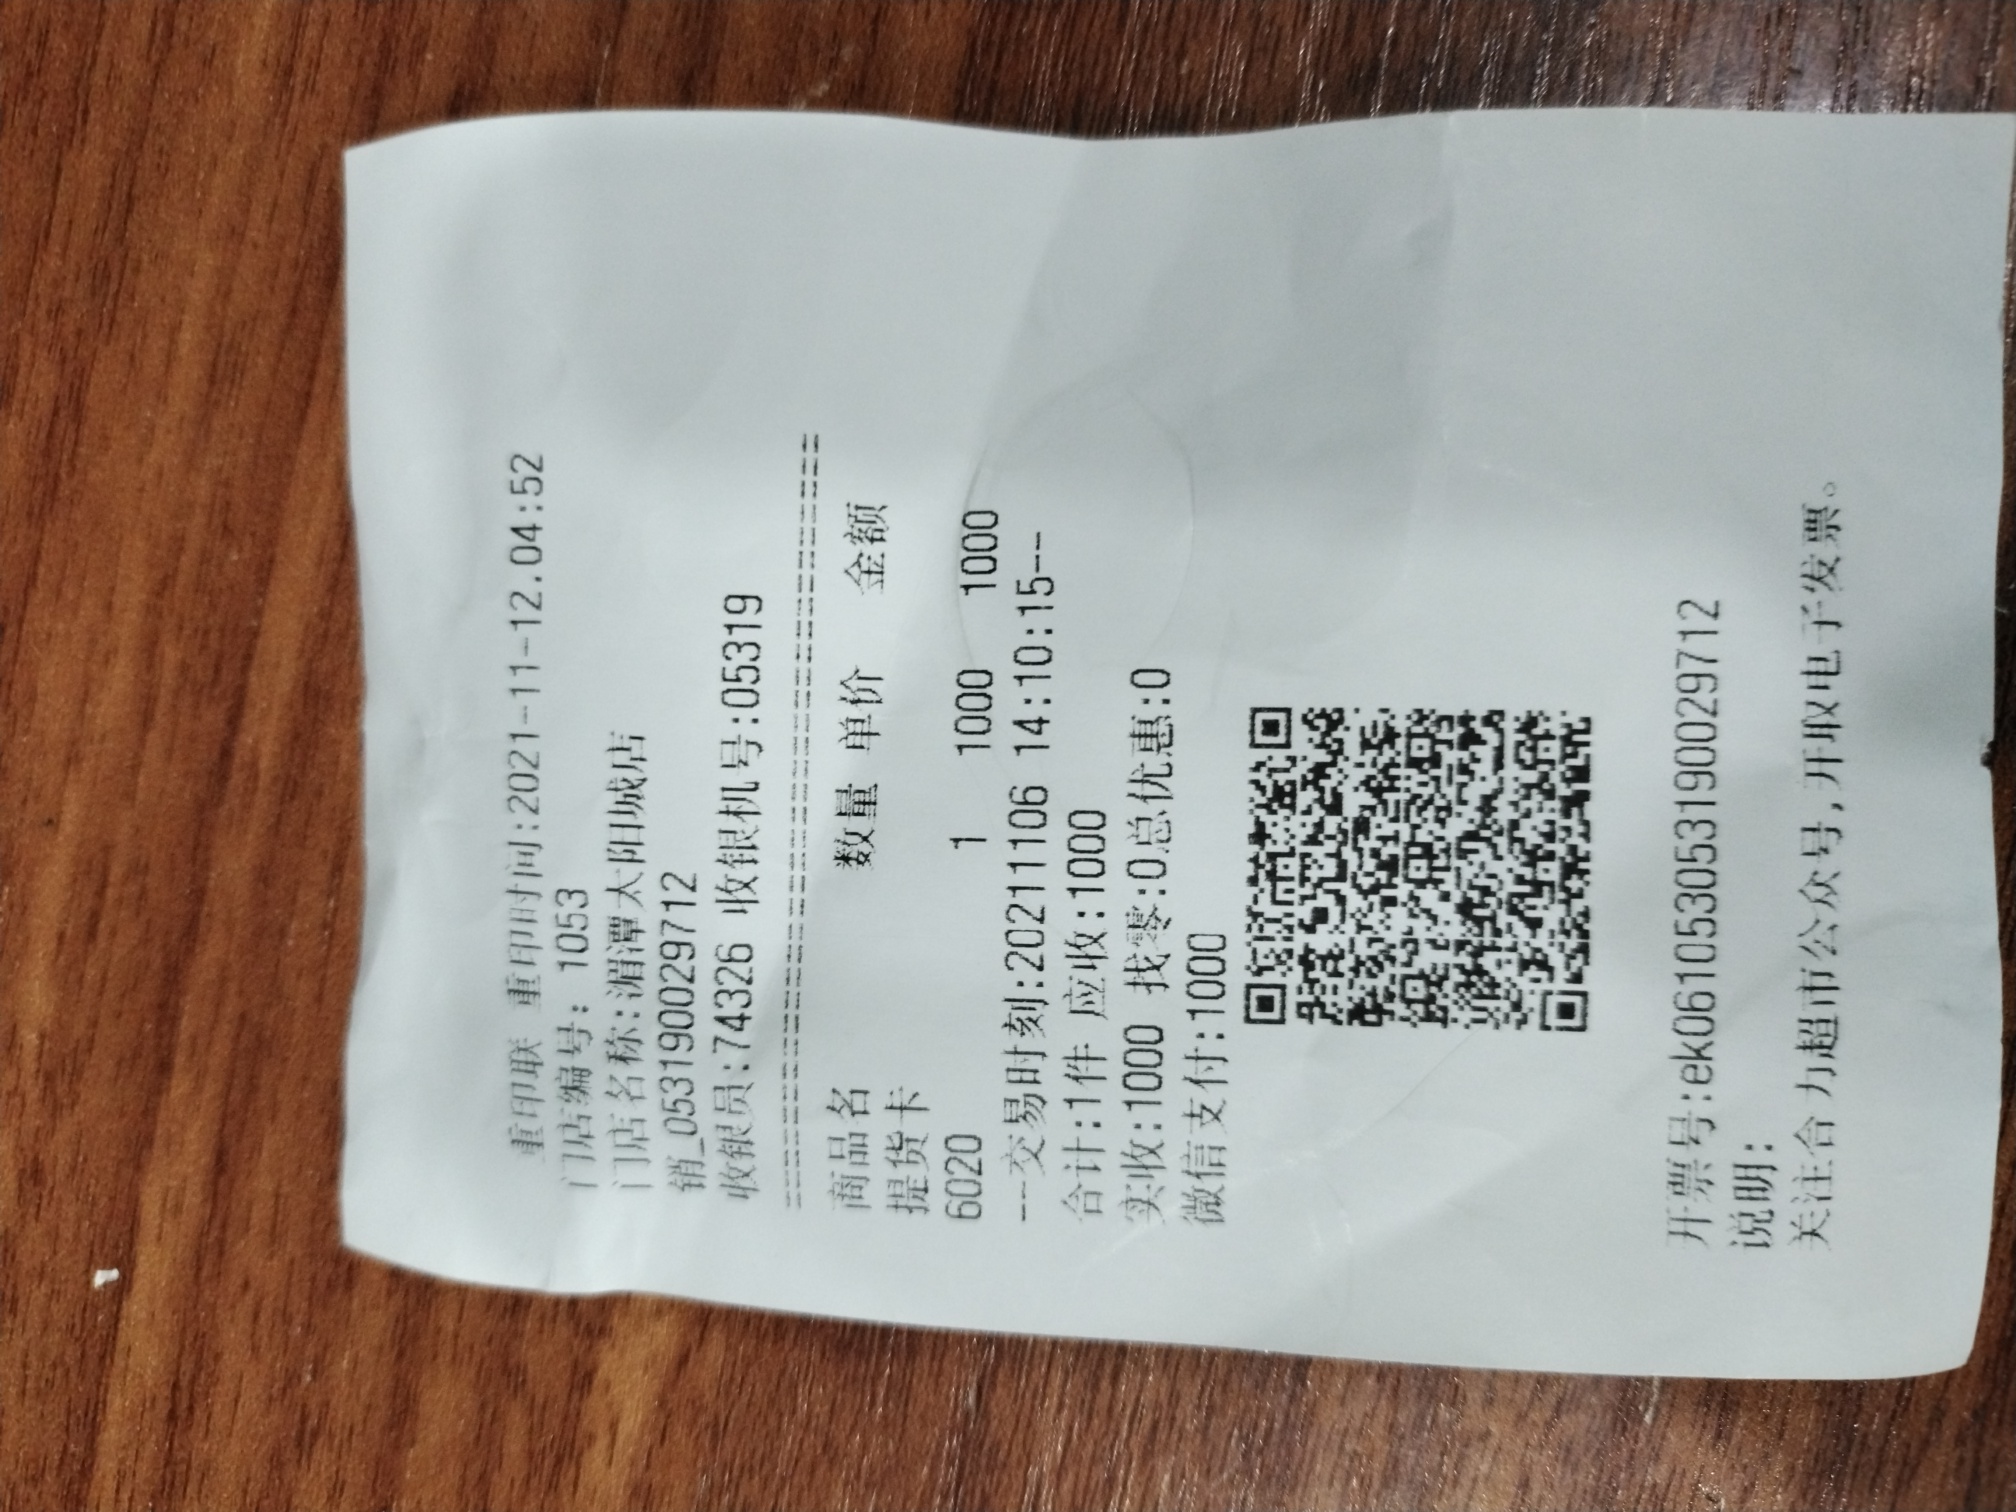 重印联 重印时间:2021-11-12.04:52
门店编号: 1053
门店名称:湄潭太阳城店
销_0531900029712
收银员:74326 收银机号:05319
========================================
商品名 数量 单价 金额
提货卡
6020 1 1000 1000
--交易时刻:20211106 14:10:15--
合计:1件 应收:1000
实收:1000 找零:0总优惠:0
微信支付:1000
开票号:ek0610530531900029712
说明:
关注合力超市公众号,开取电子发票。